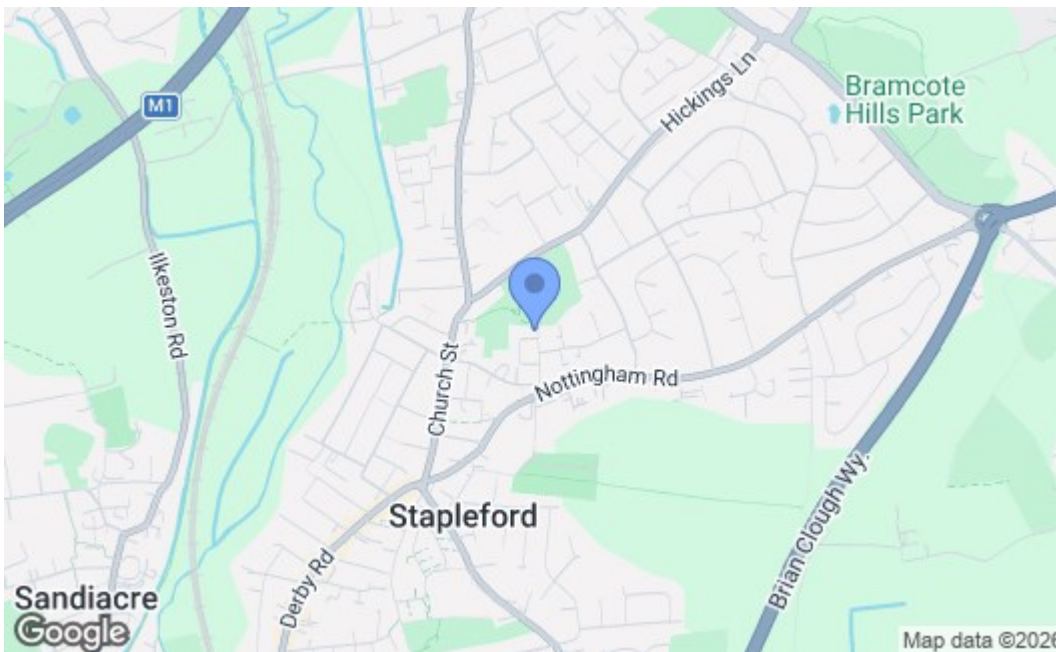 M1
Hickings Ln
Bramcote
Hills Park
Ilkeston Rd
Church St
Nottingham Rd
Stapleford
Brian Clough Wy.
Derby Rd
Sandiacre
Google
Map data ©2026